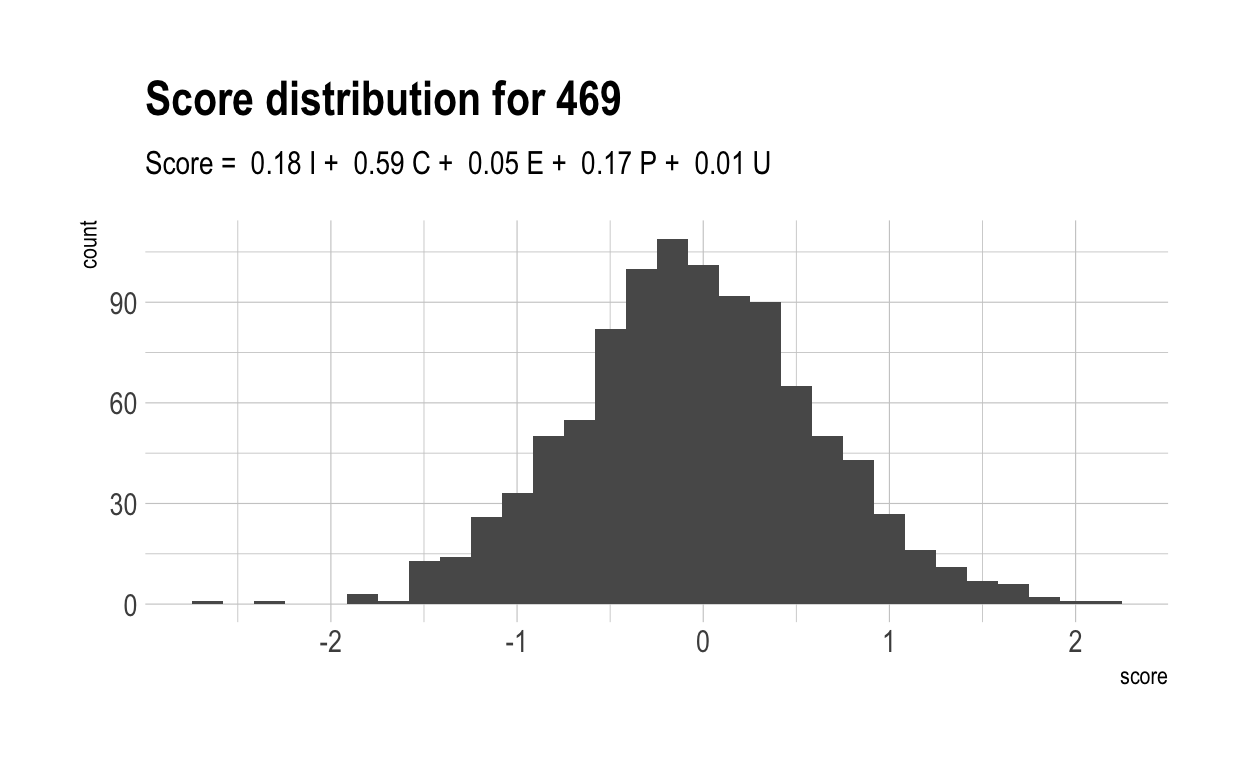 Score distribution for 469
Score =  0.18 I +  0.59 C +  0.05 E +  0.17 P +  0.01 U
count
90
60
30
0
-2 -1 0 1 2
score